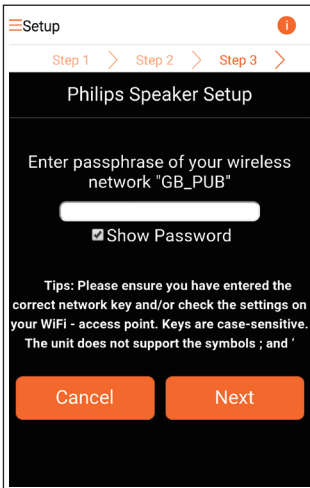 Setup
Step 1 Step 2 Step 3
Philips Speaker Setup
Enter passphrase of your wireless
network "GB_PUB"
Show Password
Tips: Please ensure you have entered the
correct network key and/or check the settings on
your WiFi - access point. Keys are case-sensitive.
The unit does not support the symbols ; and ‘
Cancel Next